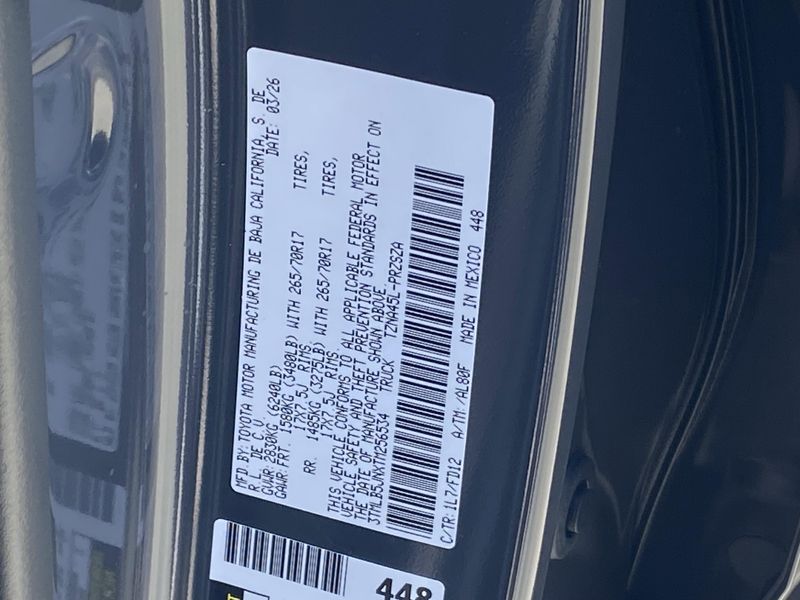 MFD.BY:TOYOTA MOTOR MANUFACTURING DE BAJA CALIFORNIA, S. DE
R L. DE C.V. DATE: 03/26
GVWR: 2830KG (6240LB)
GAWR:FRT. 1580KG (3480LB) WITH 265/70R17 TIRES,
17X7.5J RIMS
RR. 1485KG (3275LB) WITH 265/70R17 TIRES,
17X7.5J RIMS
THIS VEHICLE CONFORMS TO ALL APPLICABLE FEDERAL MOTOR
VEHICLE SAFETY AND THEFT PREVENTION STANDARDS IN EFFECT ON
THE DATE OF MANUFACTURE SHOWN ABOVE.
3TMLB5JNXTM256534 TRUCK TZNA45L-PRZSZA
C/TR:1L7/FD12 A/TM: /AL80F MADE IN MEXICO 448
448